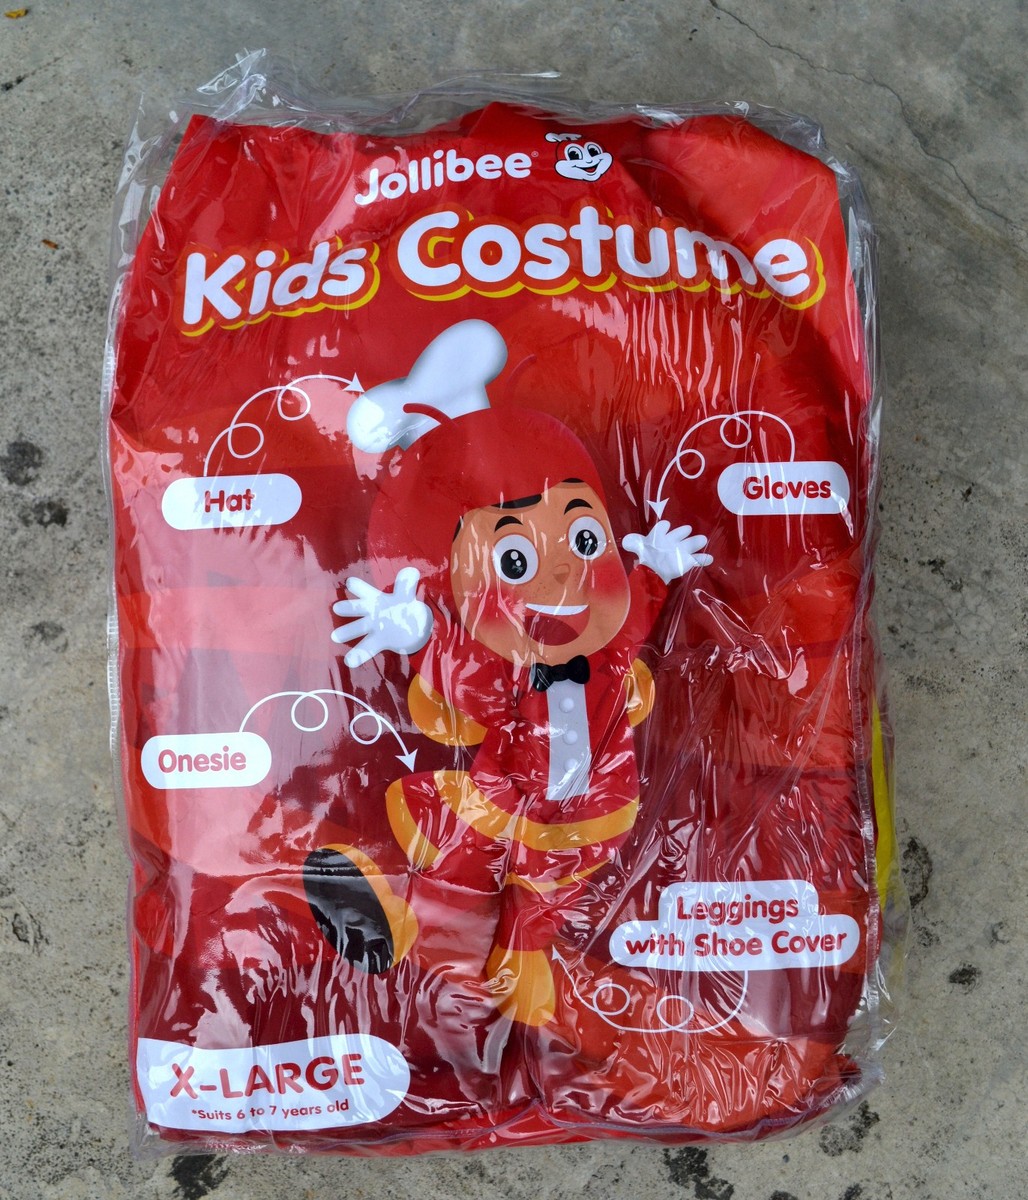 Jollibee®
Kids Costume
Hat
Gloves
Onesie
Leggings
with Shoe Cover
X-LARGE
*Suits 6 to 7 years old